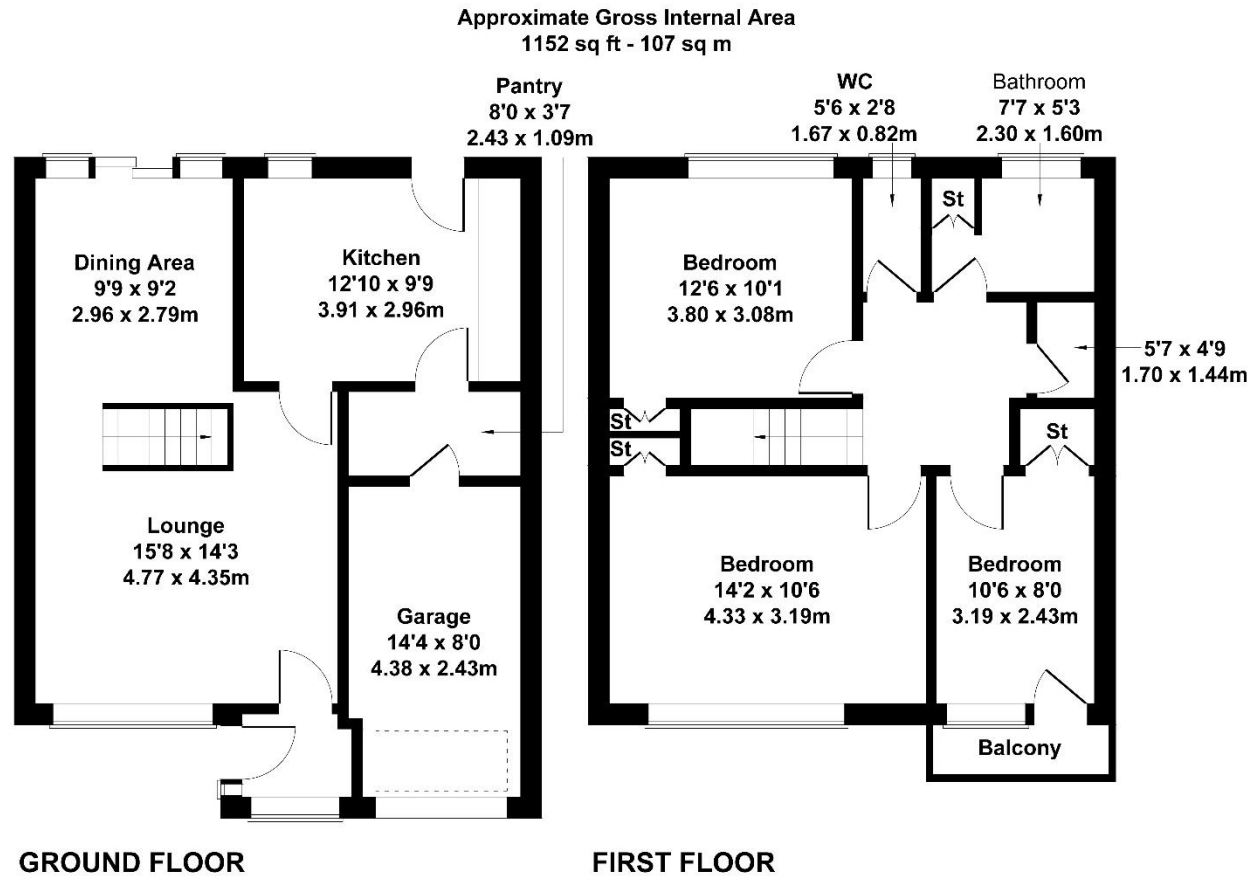 Approximate Gross Internal Area
1152 sq ft - 107 sq m
Pantry
8'0 x 3'7
2.43 x 1.09m
WC
5'6 x 2'8
1.67 x 0.82m
Bathroom
7'7 x 5'3
2.30 x 1.60m
Dining Area
9'9 x 9'2
2.96 x 2.79m
Kitchen
12'10 x 9'9
3.91 x 2.96m
Bedroom
12'6 x 10'1
3.80 x 3.08m
St
5'7 x 4'9
1.70 x 1.44m
St
St
St
Lounge
15'8 x 14'3
4.77 x 4.35m
Garage
14'4 x 8'0
4.38 x 2.43m
Bedroom
14'2 x 10'6
4.33 x 3.19m
Bedroom
10'6 x 8'0
3.19 x 2.43m
Balcony
GROUND FLOOR
FIRST FLOOR